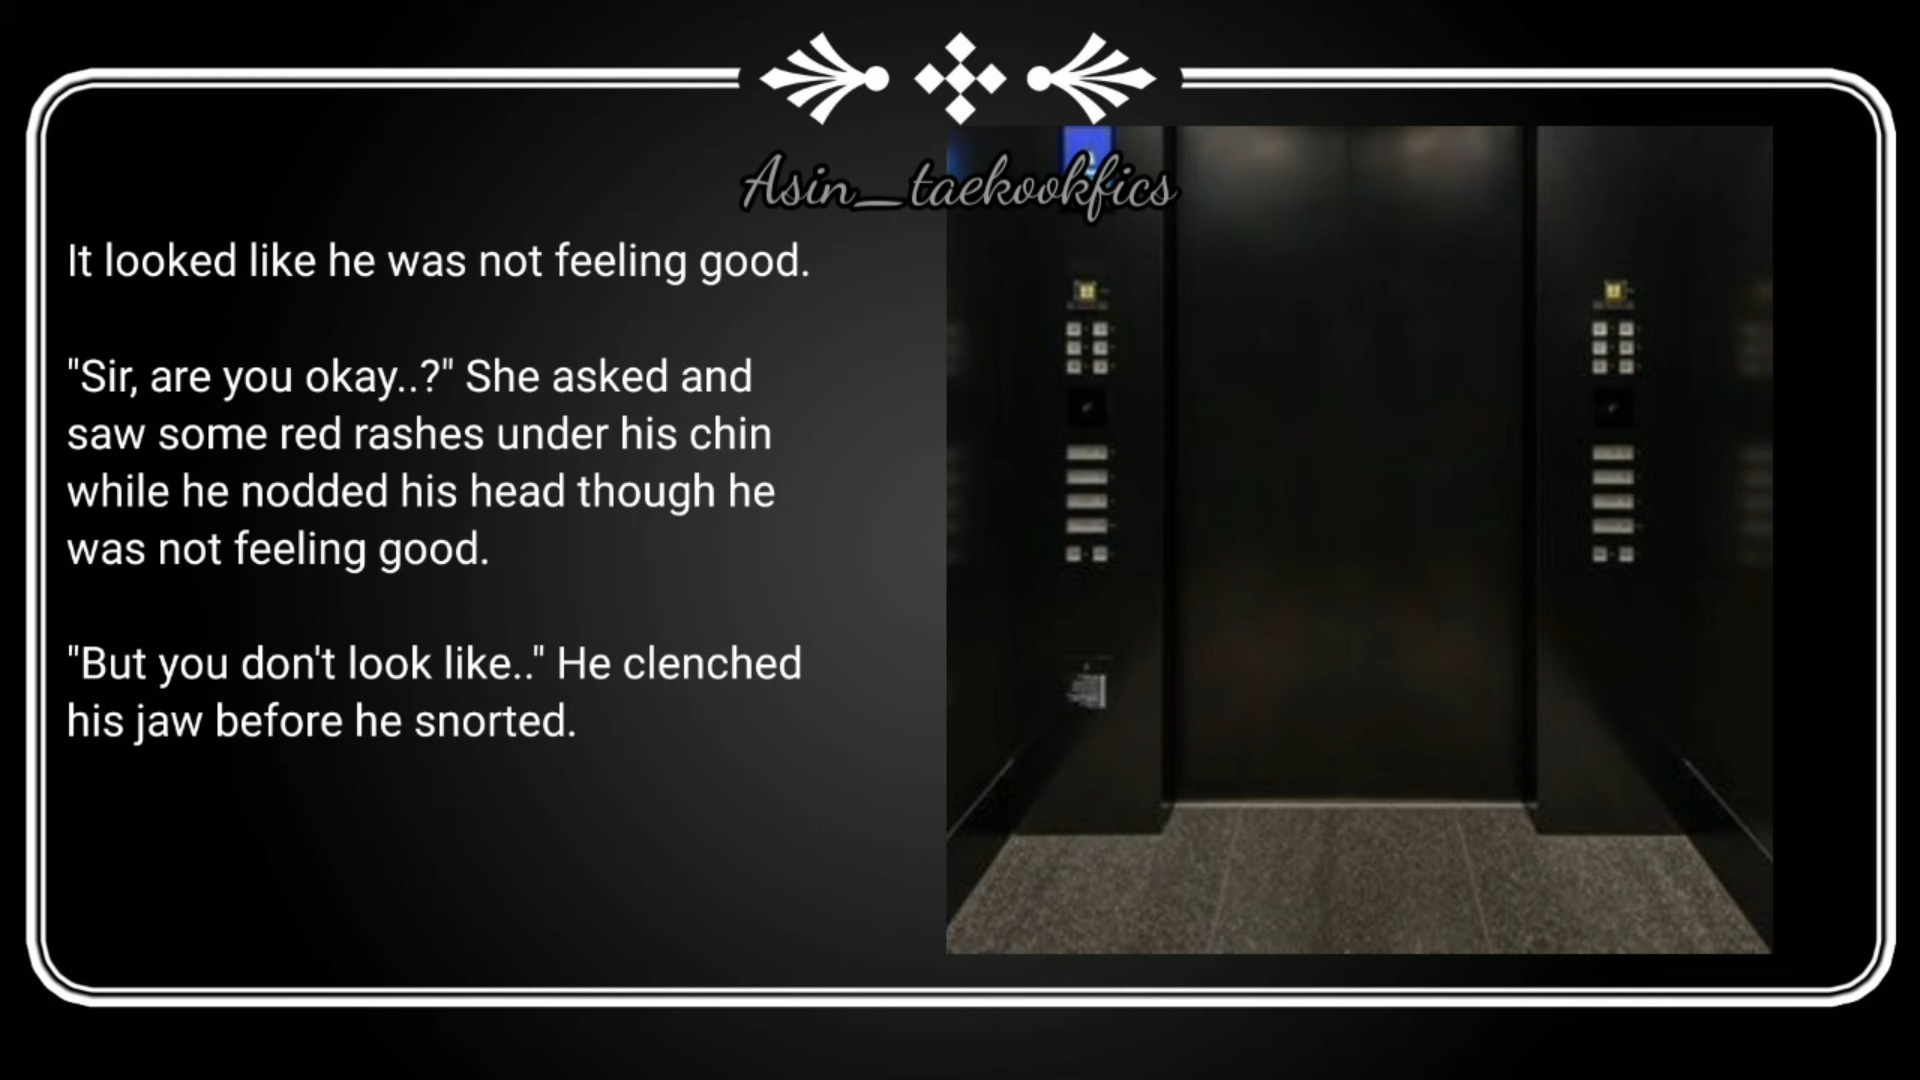 Asin_taekookfics
It looked like he was not feeling good.
"Sir, are you okay..?" She asked and
saw some red rashes under his chin
while he nodded his head though he
was not feeling good.
"But you don't look like.." He clenched
his jaw before he snorted.